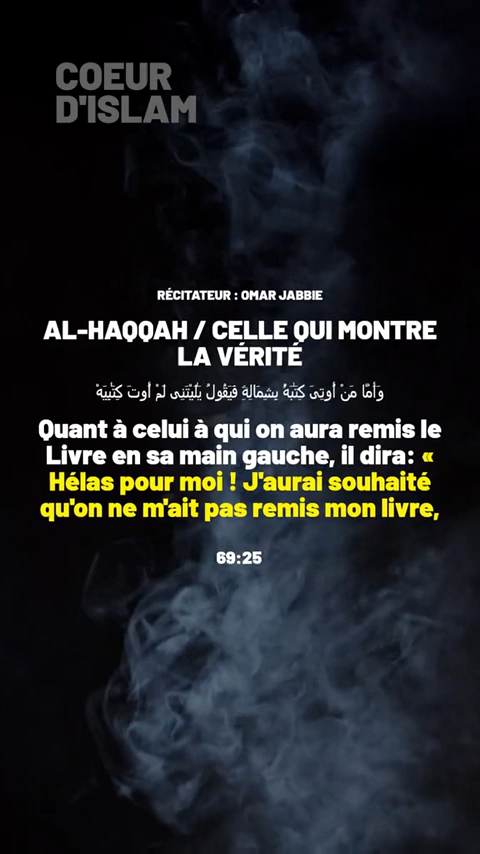 COEUR
D'ISLAM
RÉCITATEUR : OMAR JABBIE
AL-HAQQAH / CELLE QUI MONTRE
LA VÉRITÉ
وَأَمَّا مَنْ أُوتِىَ كِتَٰبَهُۥ بِشِمَالِهِۦ فَيَقُولُ يَٰلَيْتَنِى لَمْ أُوتَ كِتَٰبِيَهْ
Quant à celui à qui on aura remis le
Livre en sa main gauche, il dira: «
Hélas pour moi ! J'aurai souhaité
qu'on ne m'ait pas remis mon livre,
69:25